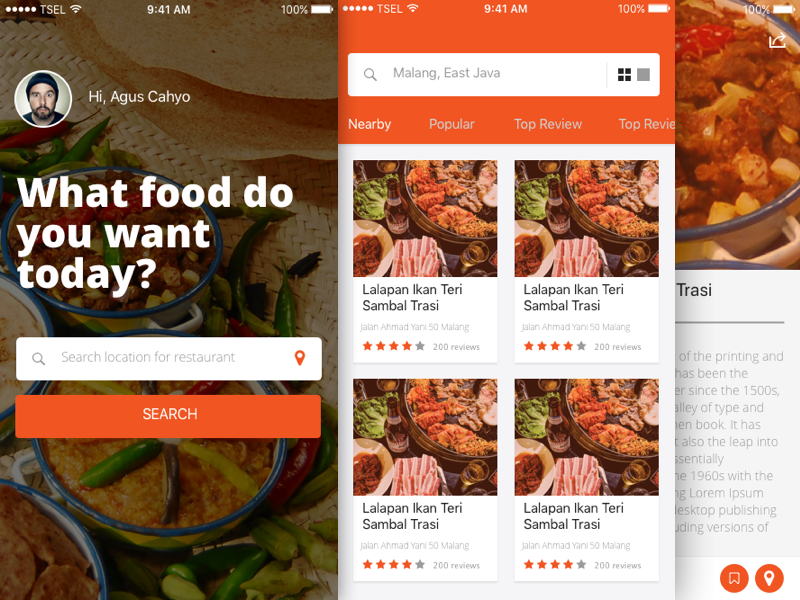 TSEL
9:41 AM
100%
Hi, Agus Cahyo
What food do
you want
today?
Search location for restaurant
SEARCH
TSEL
9:41 AM
100%
Malang, East Java
Nearby
Popular
Top Review
Top Revie
Lalapan Ikan Teri
Sambal Trasi
Jalan Ahmad Yani 50 Malang
200 reviews
Lalapan Ikan Teri
Sambal Trasi
Jalan Ahmad Yani 50 Malang
200 reviews
Lalapan Ikan Teri
Sambal Trasi
Jalan Ahmad Yani 50 Malang
200 reviews
Lalapan Ikan Teri
Sambal Trasi
Jalan Ahmad Yani 50 Malang
200 reviews
100%
Trasi
of the printing and
has been the
er since the 1500s,
alley of type and
men book. It has
t also the leap into
ssentially
he 1960s with the
ng Lorem Ipsum
desktop publishing
uding versions of